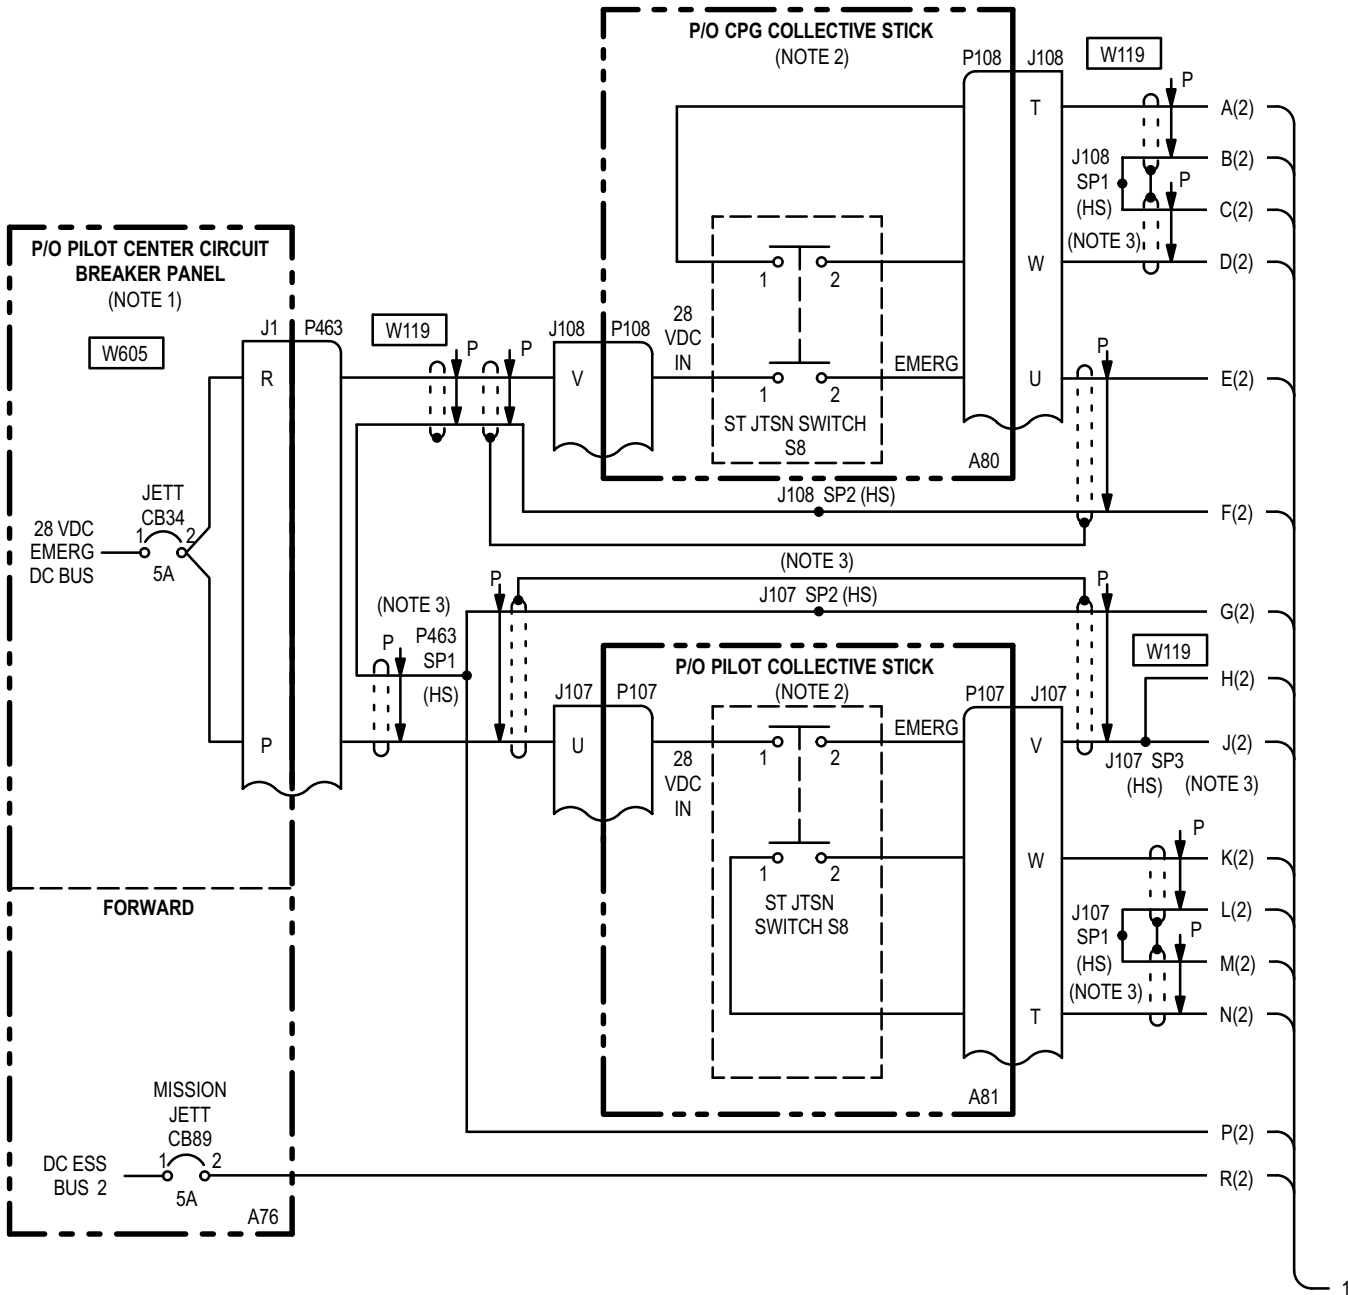 P/O CPG COLLECTIVE STICK
(NOTE 2)
P108
J108
W119
T
P
A(2)
J108
SP1
(HS)
B(2)
P
C(2)
(NOTE 3)
W
D(2)
1
2
P/O PILOT CENTER CIRCUIT
BREAKER PANEL
(NOTE 1)
W605
J1
P463
W119
P
P
J108
P108
28
VDC
IN
EMERG
P
R
V
U
E(2)
1
2
ST JTSN SWITCH
S8
A80
JETT
CB34
1
2
5A
28 VDC
EMERG
DC BUS
J108 SP2 (HS)
F(2)
(NOTE 3)
P
P
(NOTE 3)
J107 SP2 (HS)
G(2)
P
P463
SP1
(HS)
P/O PILOT COLLECTIVE STICK
(NOTE 2)
W119
H(2)
J107
P107
P107
J107
EMERG
P
U
28
VDC
IN
1
2
V
J(2)
J107 SP3
(HS)
(NOTE 3)
P
1
2
W
K(2)
ST JTSN
SWITCH S8
J107
SP1
(HS)
L(2)
P
M(2)
(NOTE 3)
T
N(2)
A81
FORWARD
MISSION
JETT
CB89
1
2
5A
DC ESS
BUS 2
A76
P(2)
R(2)
1